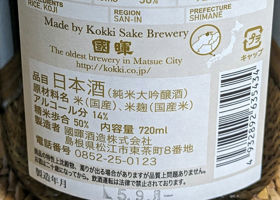 RICE, KOJI
50%
REGION
SAN-IN
PREFECTURE
SHIMANE
Made by Kokki Sake Brewery
國暉
The oldest brewery in Matsue City
http://kokki.co.jp/
キャップ
品目 日本酒 (純米大吟醸酒)
原材料名 米(国産)、米麹(国産米)
アルコール分 14%
精米歩合 50% 内容量 720ml
國暉酒造株式会社
島根県松江市東茶町8番地
電話番号 0852-25-0123
製造年月
5.9.
4932892639434